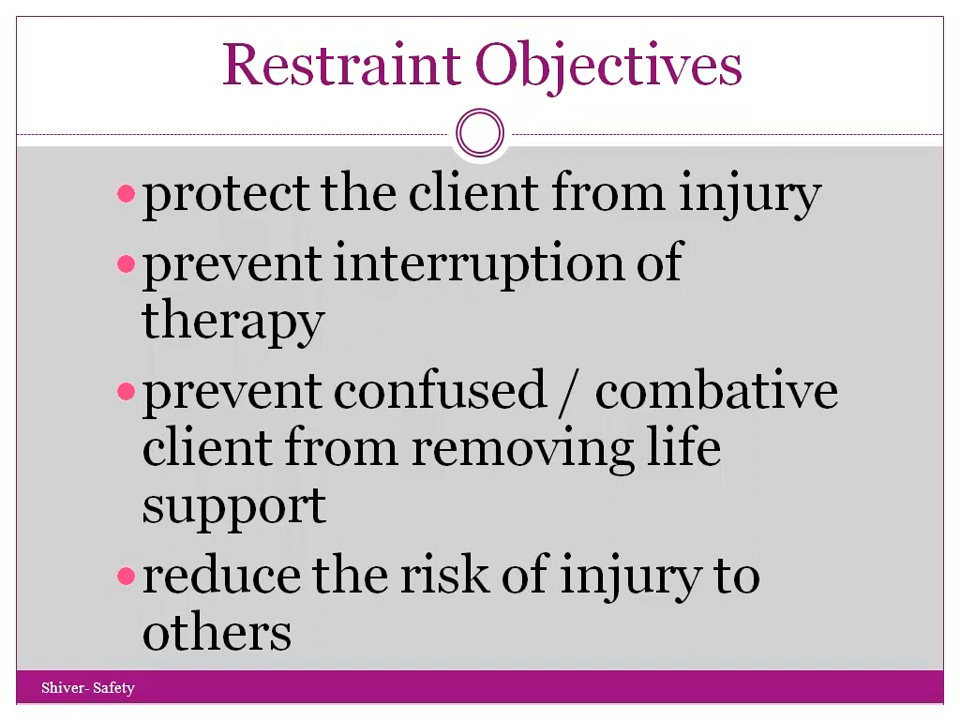 Restraint Objectives
protect the client from injury
prevent interruption of
therapy
prevent confused / combative
client from removing life
support
reduce the risk of injury to
others
Shiver- Safety